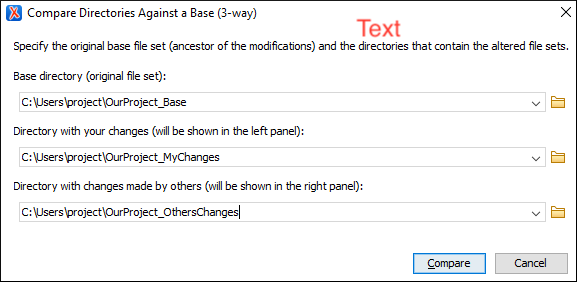 Compare Directories Against a Base (3-way)
Text
Specify the original base file set (ancestor of the modifications) and the directories that contain the altered file sets.
Base directory (original file set):
C:\Users\project\OurProject_Base
Directory with your changes (will be shown in the left panel):
C:\Users\project\OurProject_MyChanges
Directory with changes made by others (will be shown in the right panel):
C:\Users\project\OurProject_OthersChanges
Compare Cancel